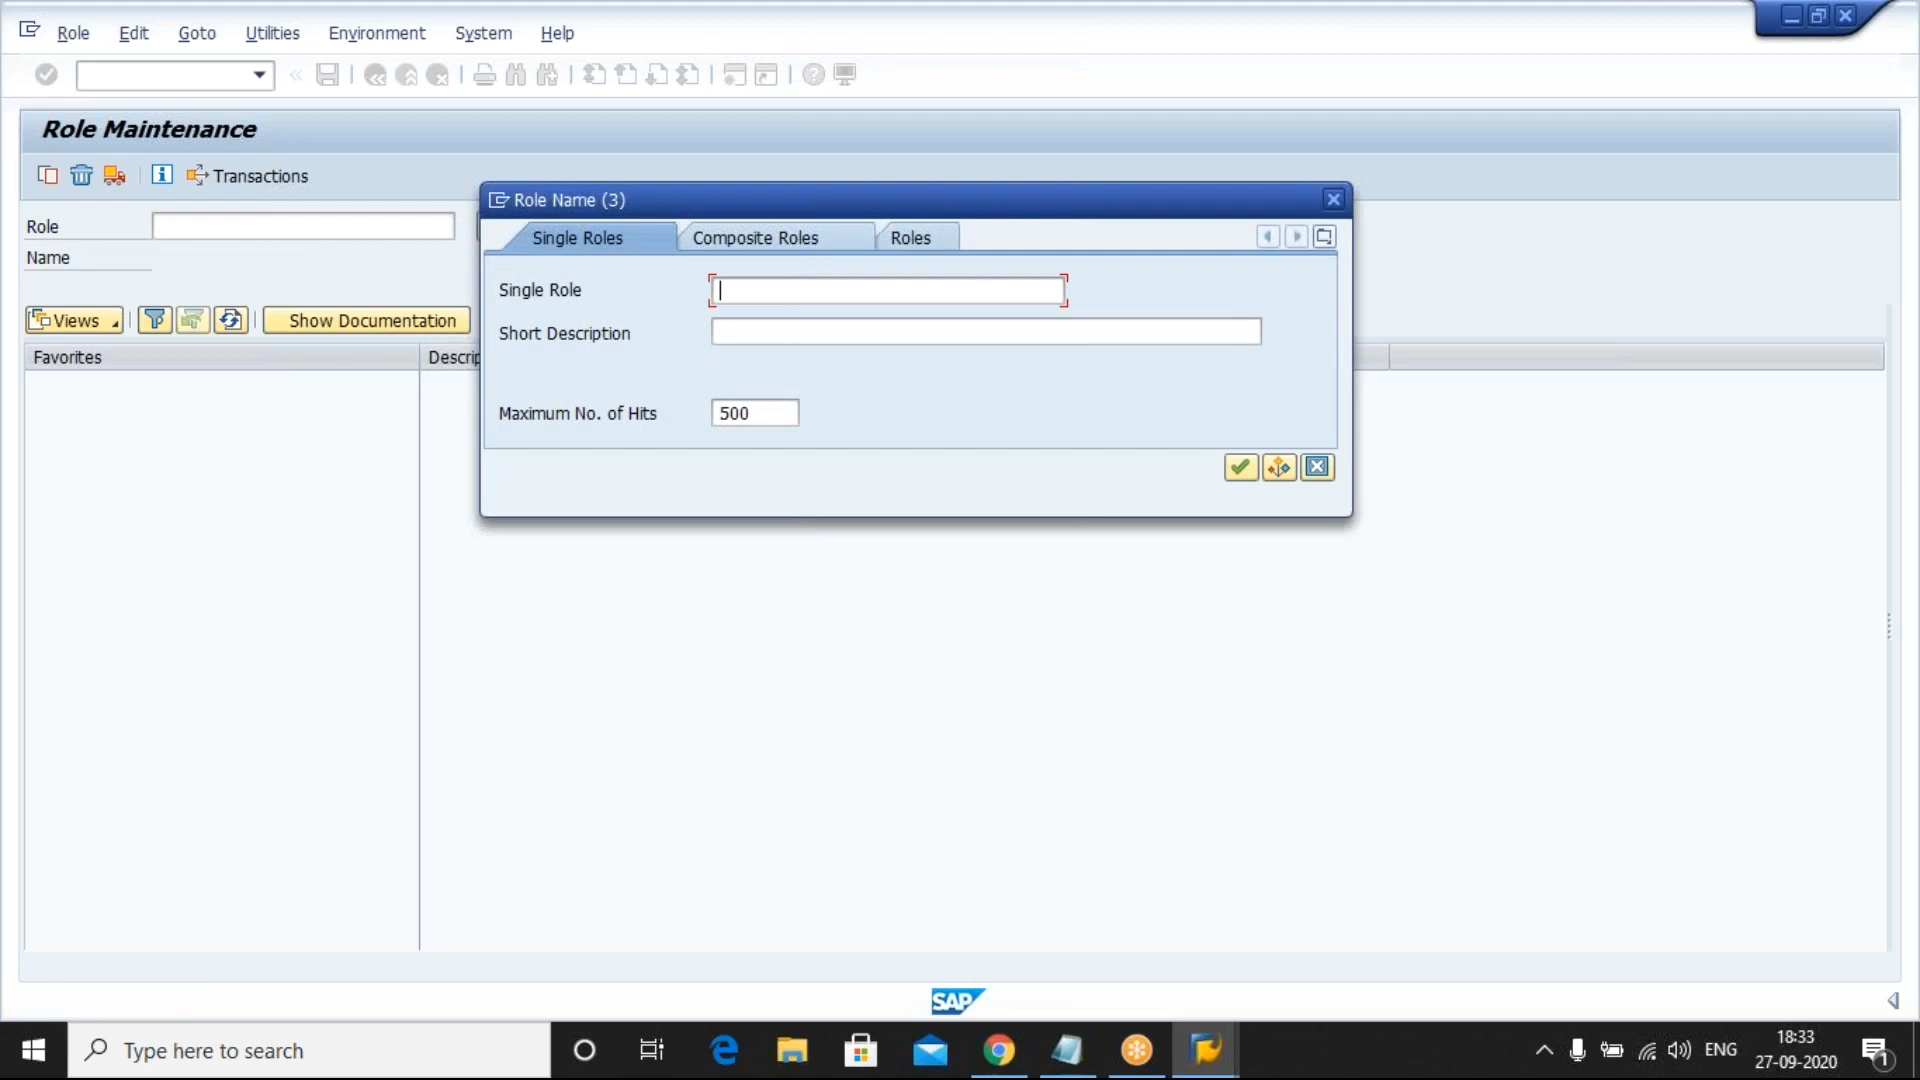 Role Edit Goto Utilities Environment System Help
Role Maintenance
Transactions
Role
Name
Views Show Documentation
Favorites Descrip
Role Name (3)
Single Roles Composite Roles Roles
Single Role
Short Description
Maximum No. of Hits 500
SAP
Type here to search
ENG
18:33
27-09-2020
1